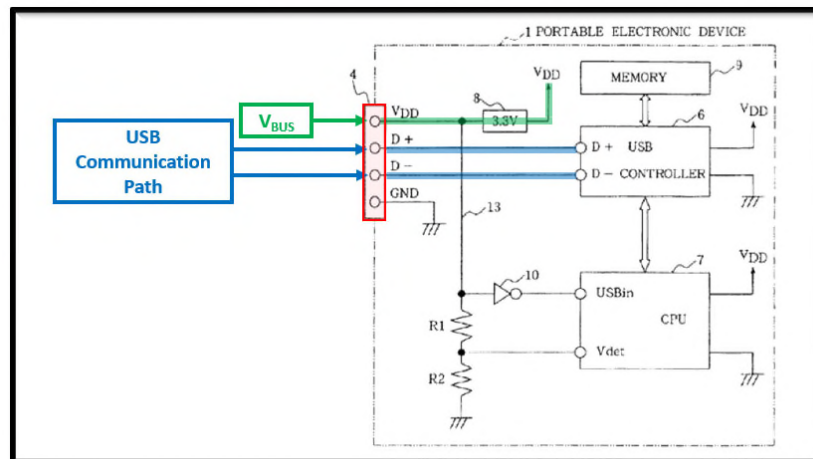 1 PORTABLE ELECTRONIC DEVICE
4
VDD
8
VDD
MEMORY
9
VBUS
3.3V
6
VDD
USB
Communication
Path
D +
D + USB
D −
D − CONTROLLER
GND
13
7
VDD
10
USBin
CPU
R1
Vdet
R2